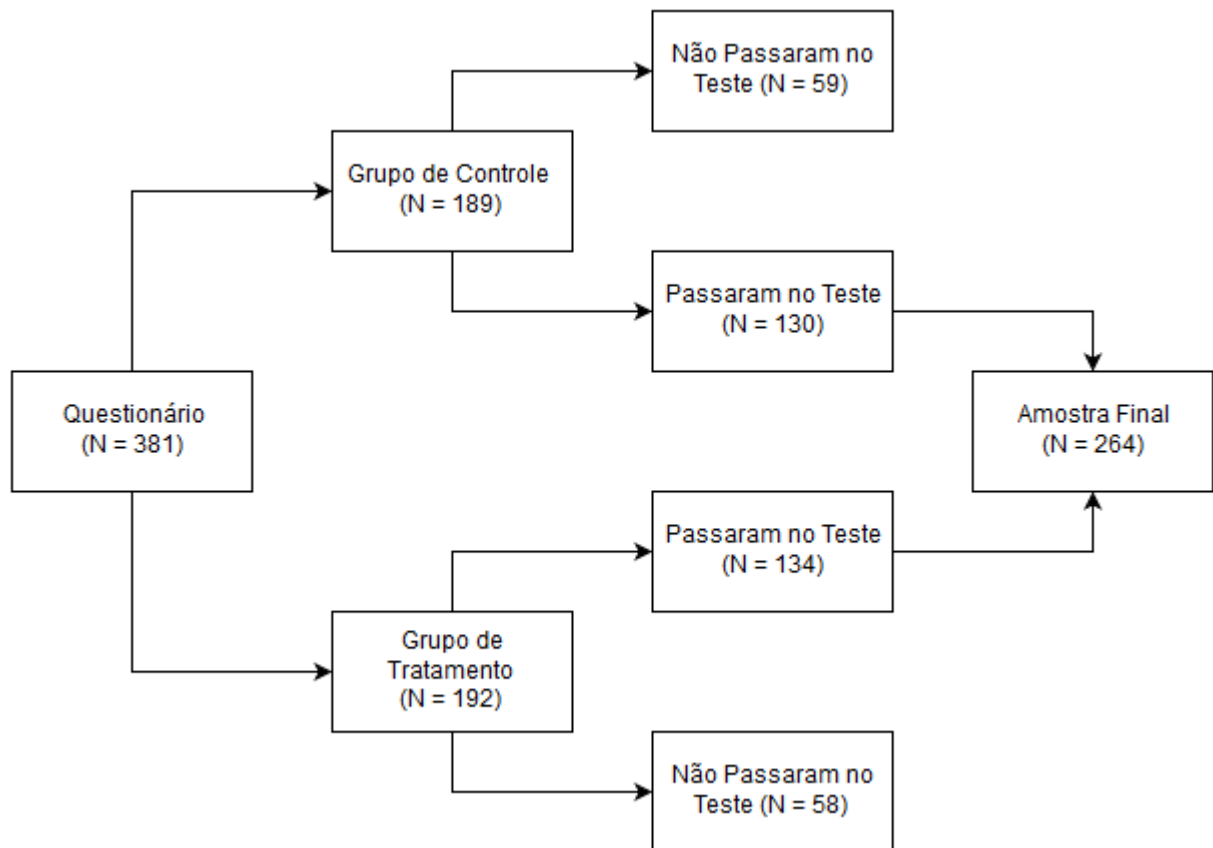 Não Passaram no
Teste (N = 59)
Grupo de Controle
(N = 189)
Passaram no Teste
(N = 130)
Questionário
(N = 381)
Amostra Final
(N = 264)
Passaram no Teste
(N = 134)
Grupo de
Tratamento
(N = 192)
Não Passaram no
Teste (N = 58)